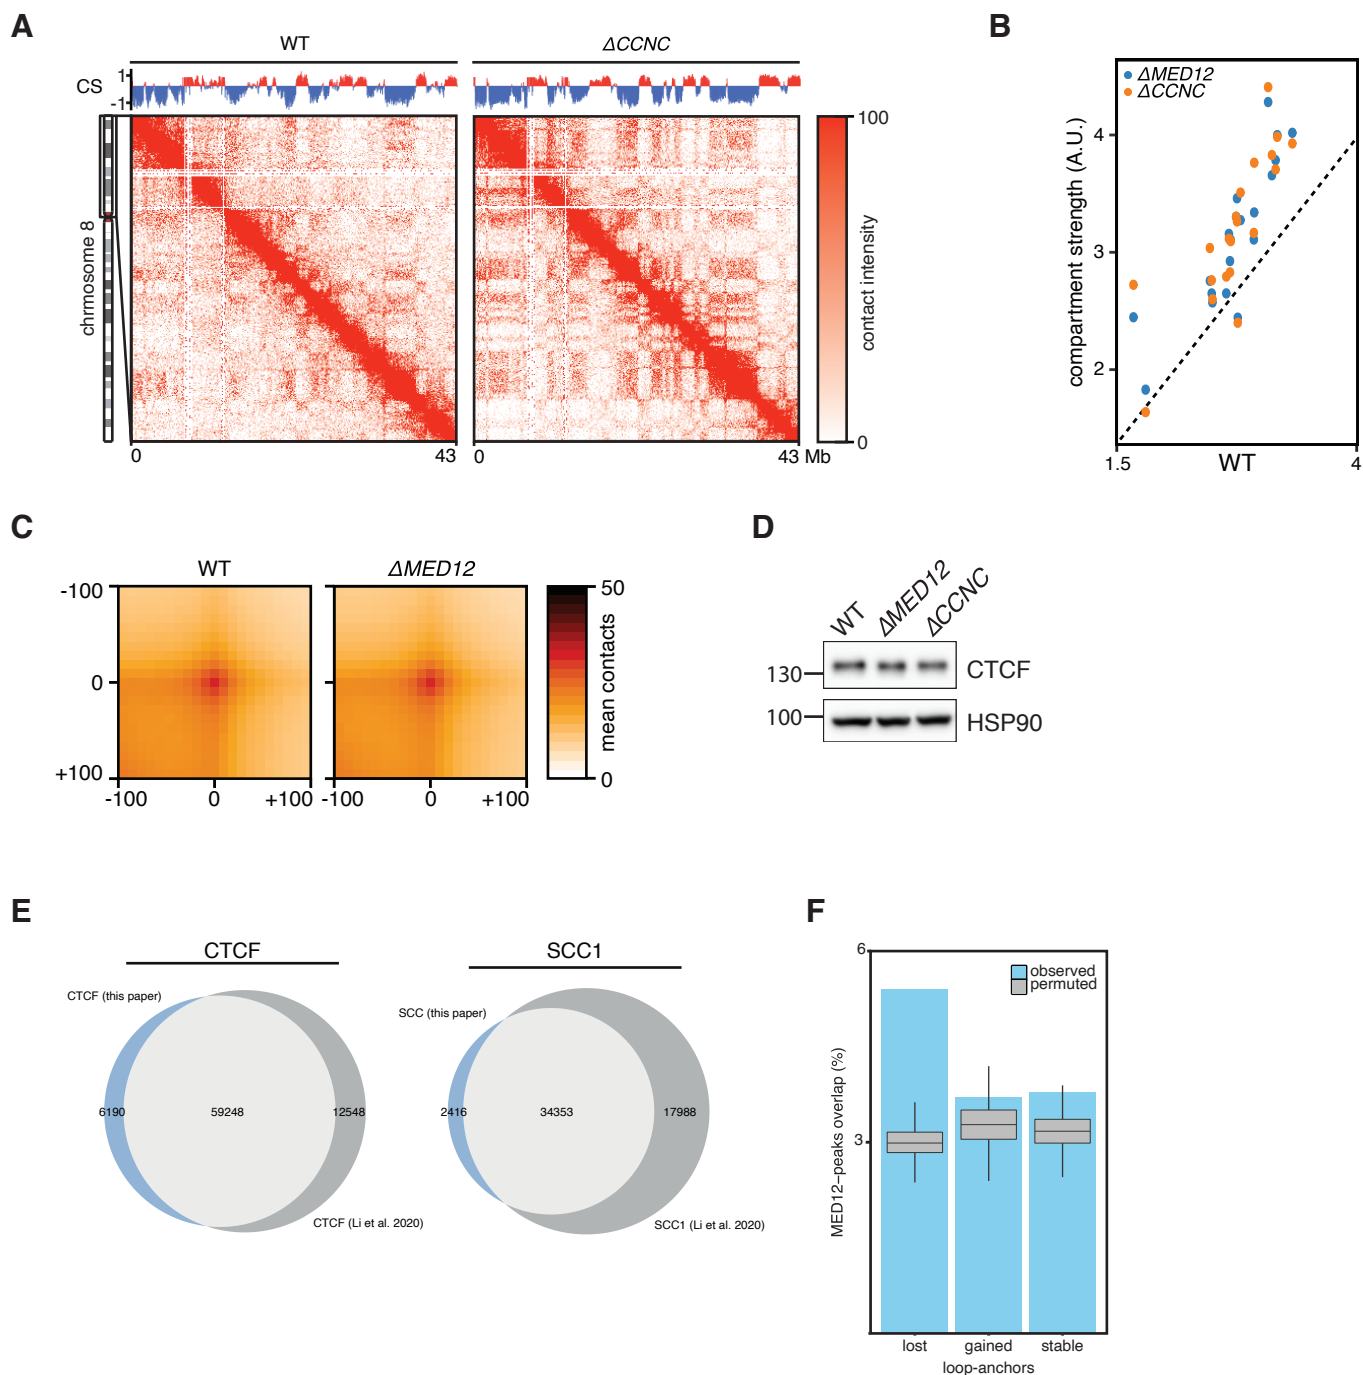 A
WT
ΔCCNC
CS
1
-1
chrmosome 8
0
43
0
43 Mb
100
contact intensity
0
B
ΔMED12
ΔCCNC
compartment strength (A.U.)
4
3
2
1.5
WT
4
C
WT
ΔMED12
-100
0
+100
-100
0
+100
-100
0
+100
50
mean contacts
0
D
WT
ΔMED12
ΔCCNC
130
CTCF
100
HSP90
E
CTCF
CTCF (this paper)
6190
59248
12548
CTCF (Li et al. 2020)
SCC1
SCC (this paper)
2416
34353
17988
SCC1 (Li et al. 2020)
F
6
3
MED12−peaks overlap (%)
observed
permuted
lost
gained
stable
loop-anchors